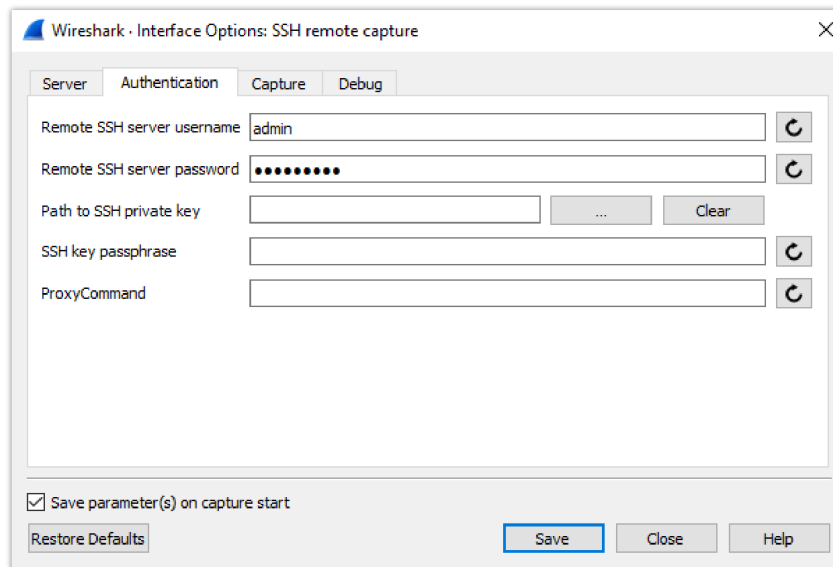 Wireshark · Interface Options: SSH remote capture
Server Authentication Capture Debug
Remote SSH server username admin
Remote SSH server password ●●●●●●●●●
Path to SSH private key ... Clear
SSH key passphrase
ProxyCommand
Save parameter(s) on capture start
Restore Defaults Save Close Help